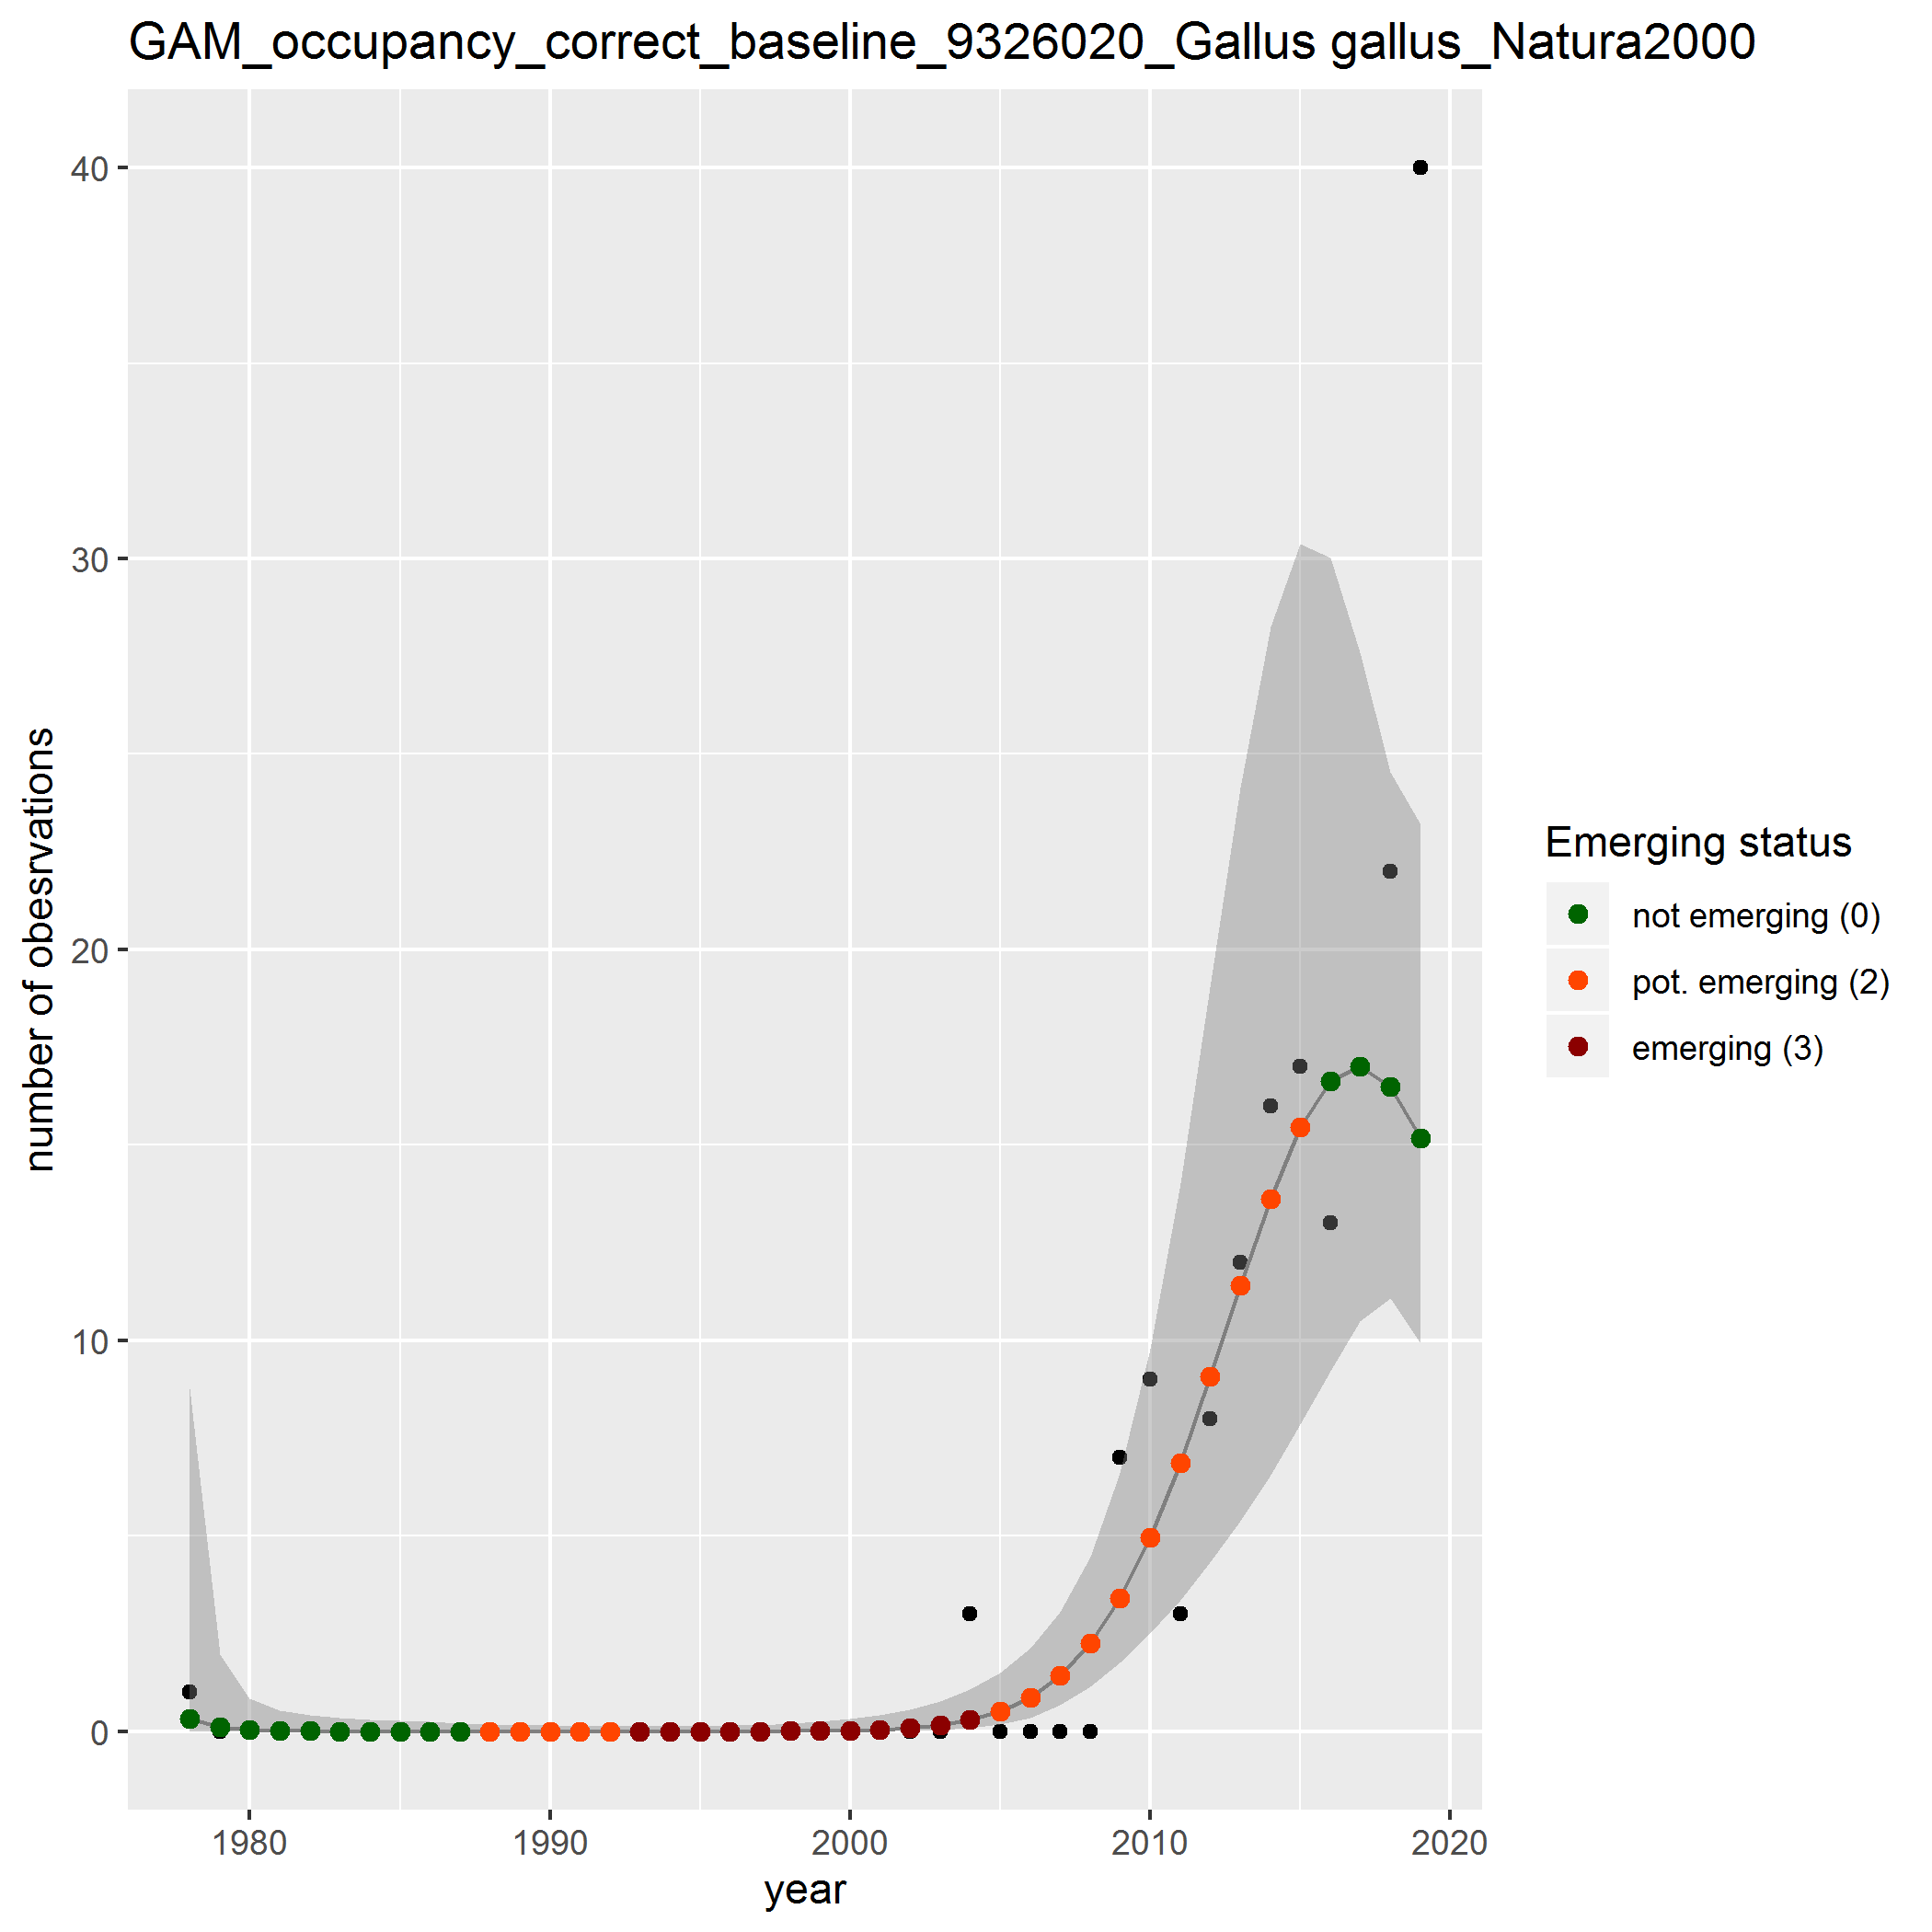 GAM_occupancy_correct_baseline_9326020_Gallus gallus_Natura2000
number of obesrvations
40
30
20
10
0
1980 1990 2000 2010 2020
year
Emerging status
not emerging (0)
pot. emerging (2)
emerging (3)